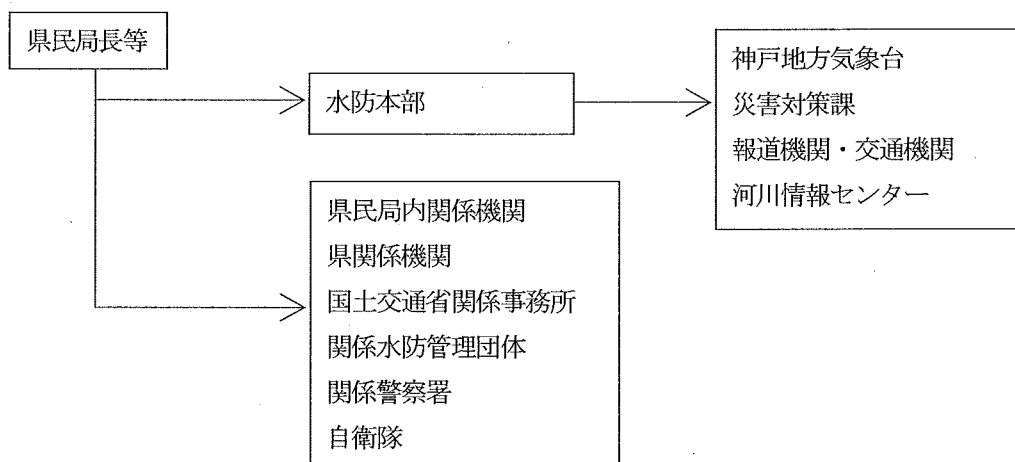 県民局長等
水防本部
神戸地方気象台
災害対策課
報道機関・交通機関
河川情報センター
県民局内関係機関
県関係機関
国土交通省関係事務所
関係水防管理団体
関係警察署
自衛隊